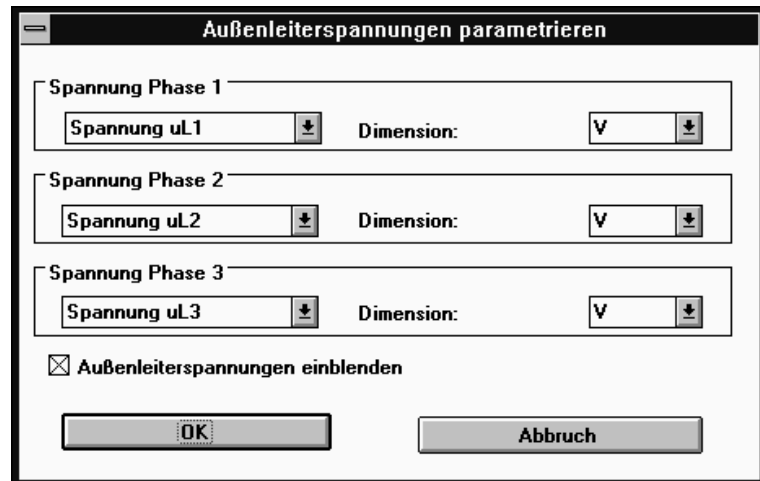 Außenleiterspannungen parametrieren
Spannung Phase 1
Spannung uL1 Dimension: V
Spannung Phase 2
Spannung uL2 Dimension: V
Spannung Phase 3
Spannung uL3 Dimension: V
Außenleiterspannungen einblenden
OK Abbruch